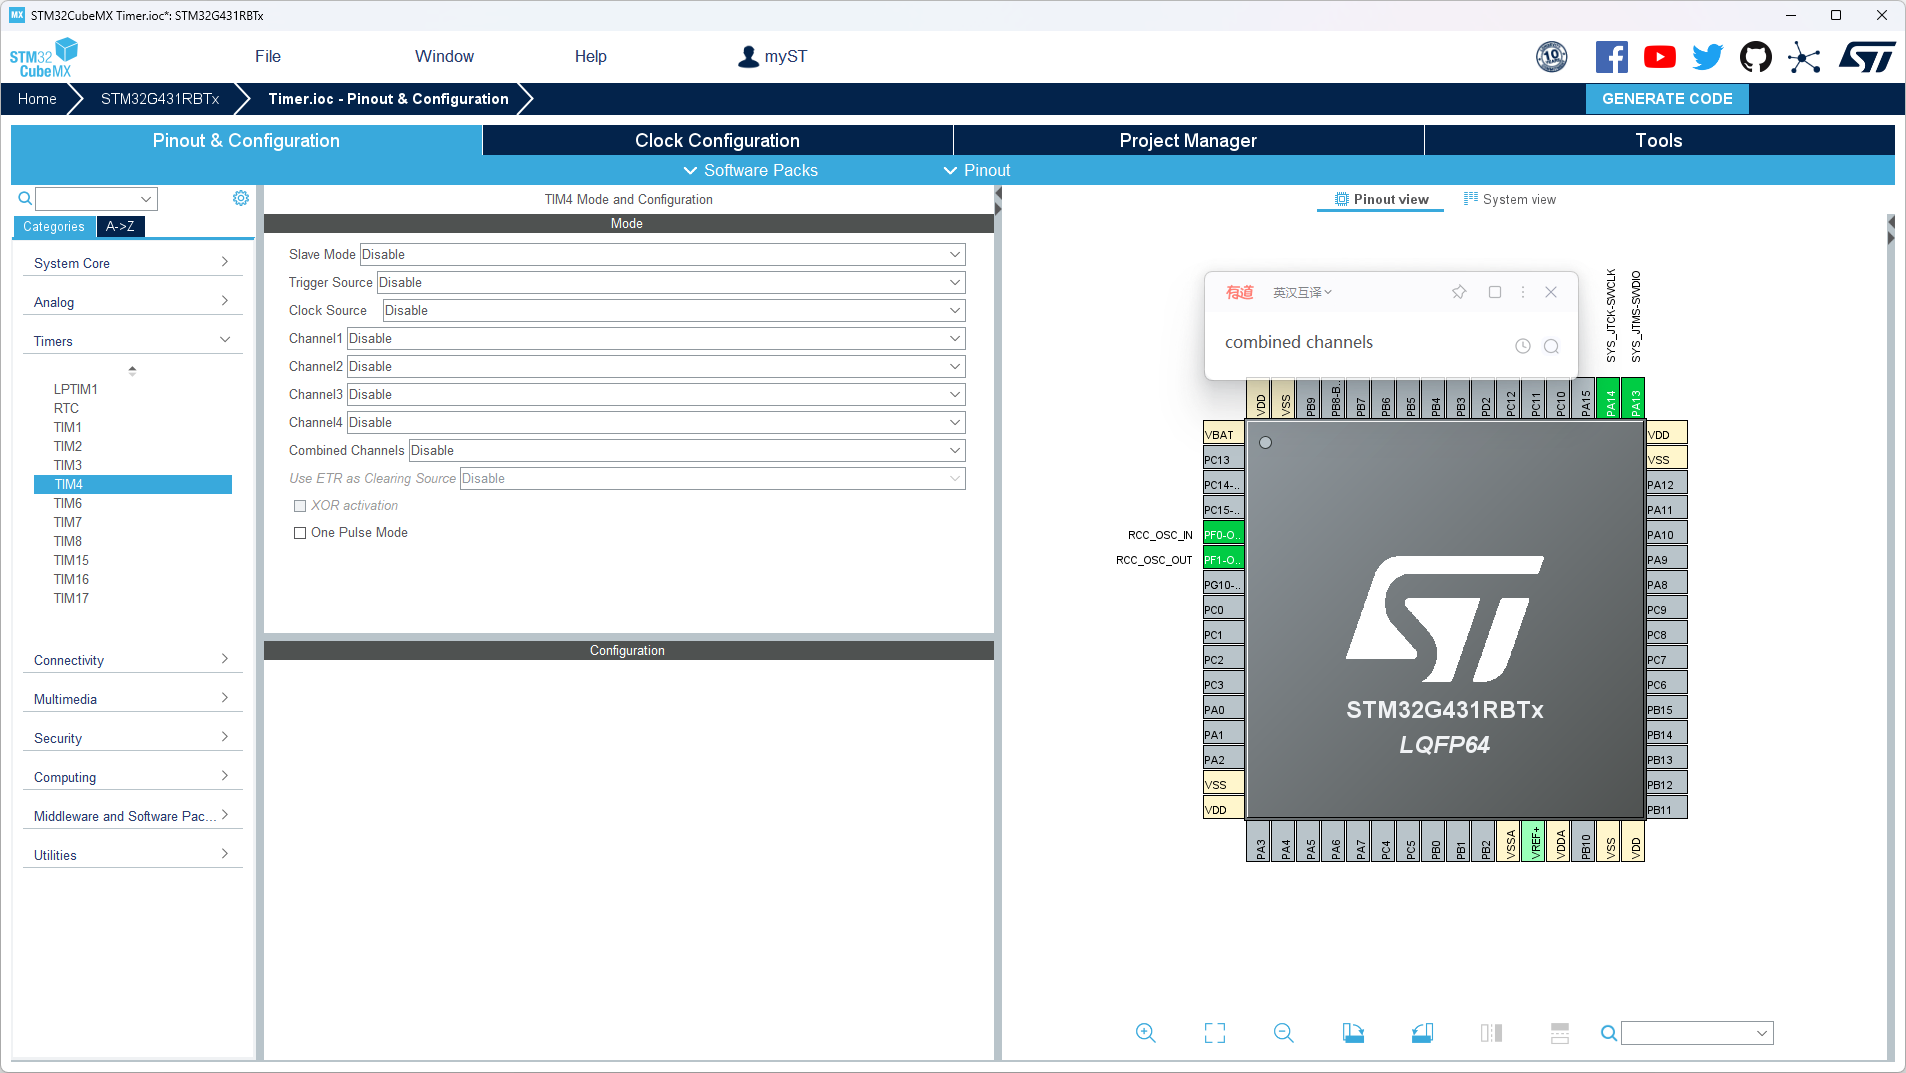 MX STM32CubeMX Timer.ioc*: STM32G431RBTx
STM32 CubeMX
File
Window
Help
myST
10
Home
STM32G431RBTx
Timer.ioc - Pinout & Configuration
GENERATE CODE
Pinout & Configuration
Clock Configuration
Project Manager
Tools
Software Packs
Pinout
Categories
A->Z
System Core
Analog
Timers
LPTIM1
RTC
TIM1
TIM2
TIM3
TIM4
TIM6
TIM7
TIM8
TIM15
TIM16
TIM17
Connectivity
Multimedia
Security
Computing
Middleware and Software Pac...
Utilities
TIM4 Mode and Configuration
Mode
Slave Mode Disable
Trigger Source Disable
Clock Source Disable
Channel1 Disable
Channel2 Disable
Channel3 Disable
Channel4 Disable
Combined Channels Disable
Use ETR as Clearing Source Disable
XOR activation
One Pulse Mode
Configuration
Pinout view
System view
有道
英汉互译
combined channels
SYS_JTCK-SWCLK
SYS_JTMS-SWDIO
VDD
VSS
PB9
PB8-B..
PB7
PB6
PB5
PB4
PB3
PD2
PC12
PC11
PC10
PA15
PA14
PA13
VBAT
PC13
PC14-..
PC15-..
RCC_OSC_IN
PF0-O..
RCC_OSC_OUT
PF1-O..
PG10-..
PC0
PC1
PC2
PC3
PA0
PA1
PA2
VSS
VDD
VDD
VSS
PA12
PA11
PA10
PA9
PA8
PC9
PC8
PC7
PC6
PB15
PB14
PB13
PB12
PB11
ST
STM32G431RBTx
LQFP64
PA3
PA4
PA5
PA6
PA7
PC4
PC5
PB0
PB1
PB2
VSSA
VREF+
VDDA
PB10
VSS
VDD